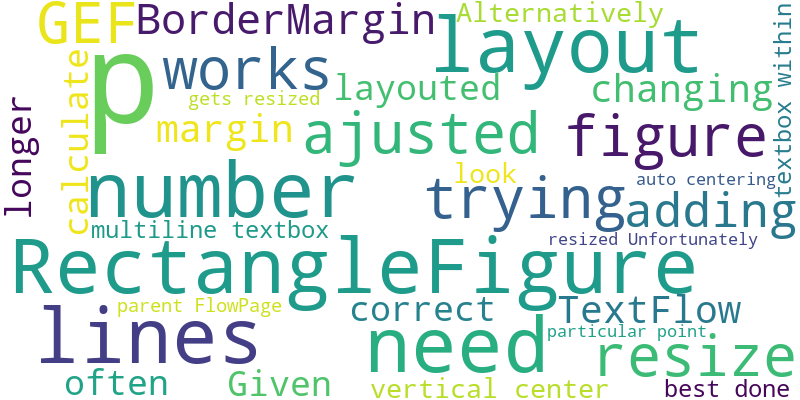 GEF
BorderMargin
Alternatively
textbox within
p
works
layout
calculate
gets resized
layouted
changing
longer
margin
ajusted
figure
number
trying
look
auto centering
adding
multiline textbox
resized Unfortunately
RectangleFigure
parent FlowPage
correct
TextFlow
lines
need
particular point
resize
often
Given
vertical center
best done